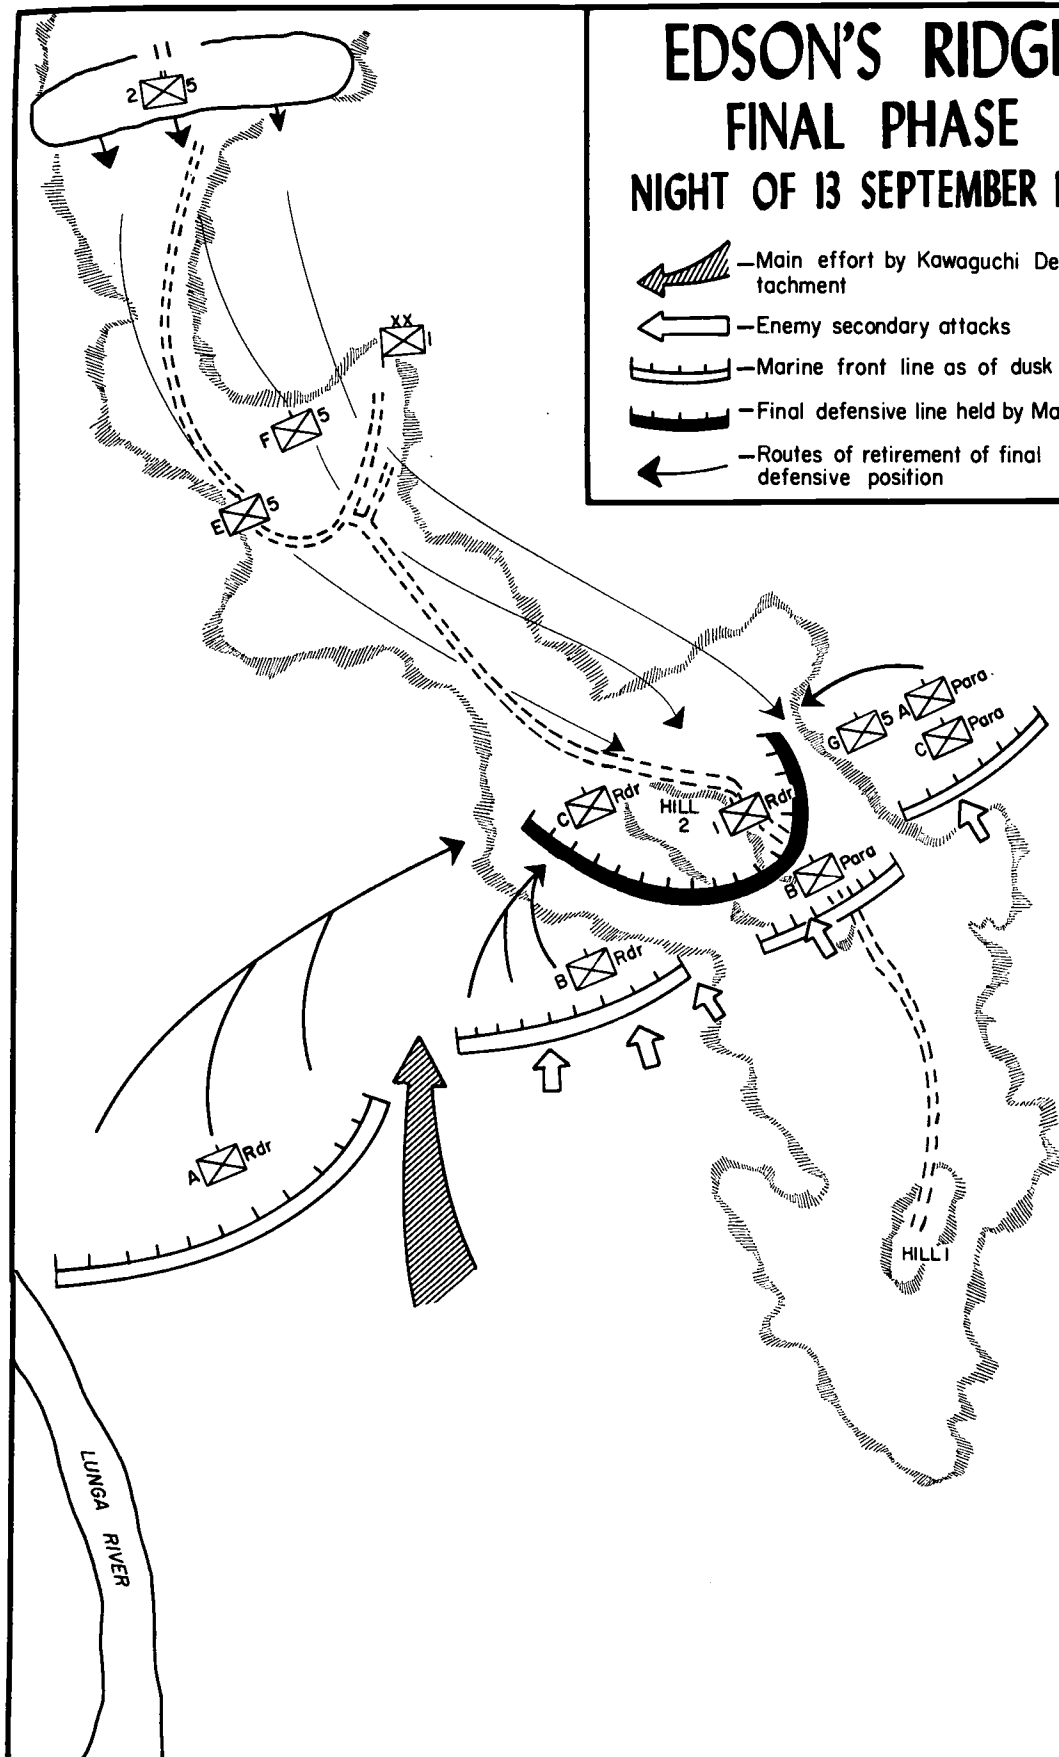 EDSON'S RIDG
FINAL PHASE
NIGHT OF 13 SEPTEMBER
—Main effort by Kawaguchi De
tachment
—Enemy secondary attacks
—Marine front line as of dusk
—Final defensive line held by Ma
—Routes of retirement of final
defensive position
2 5
XX
1
F 5
E 5
A Para.
G 5
C Para
C Rdr
HILL
2
1 Rdr
B Para
B Rdr
A Rdr
HILL 1
LUNGA RIVER